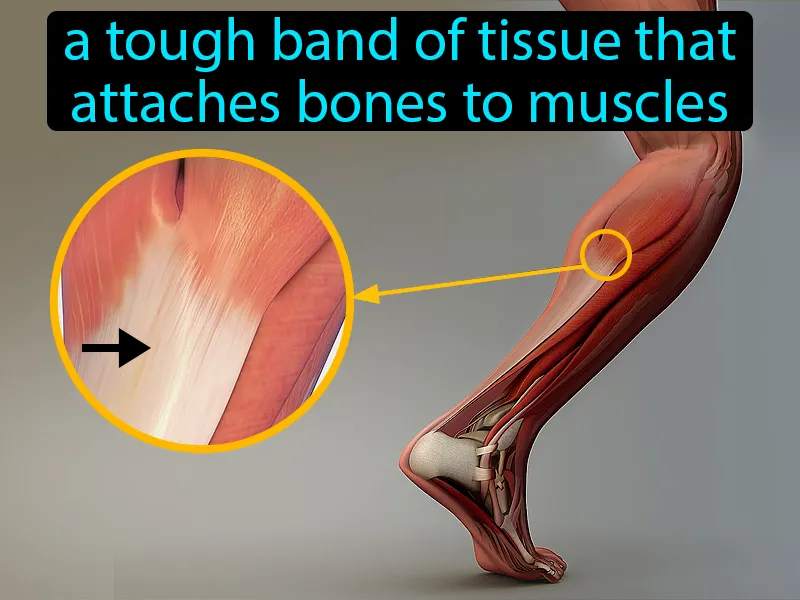 a tough band of tissue that
attaches bones to muscles